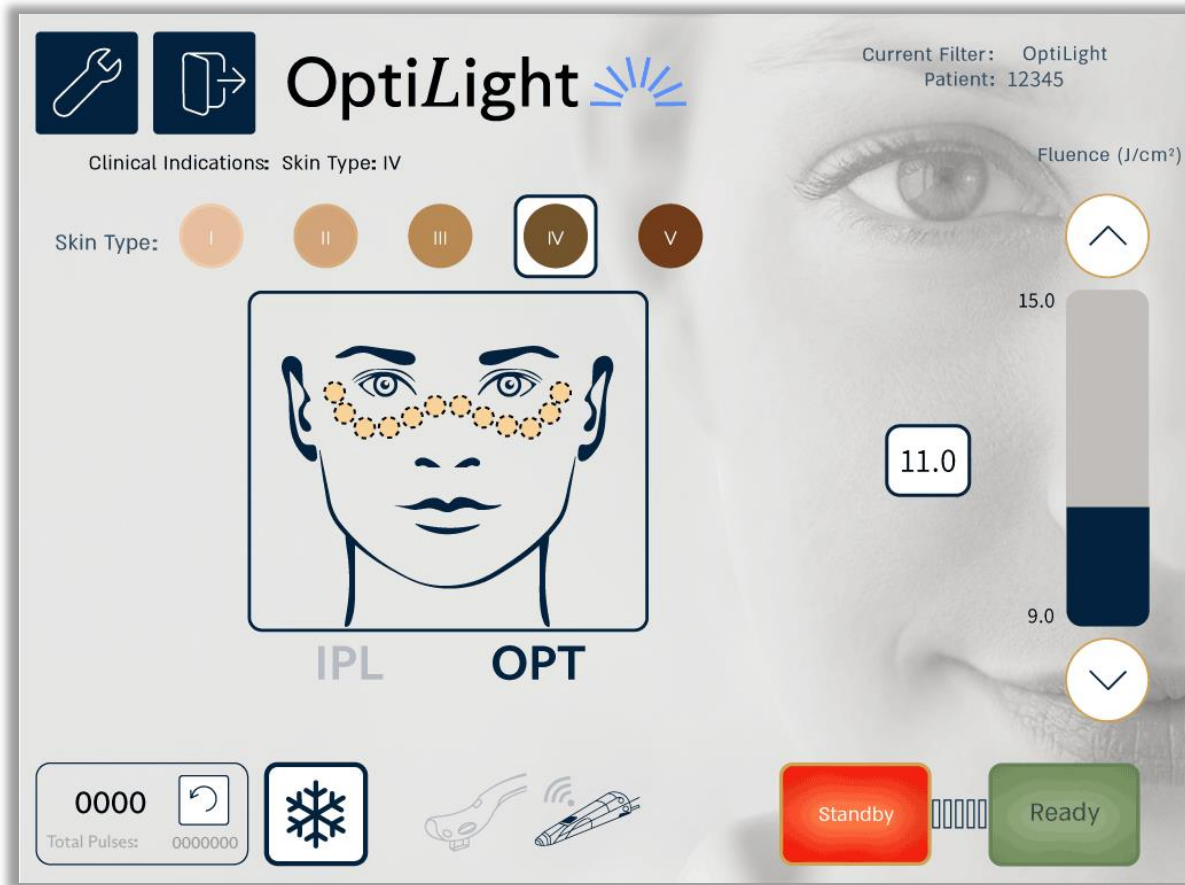 OptiLight
Current Filter: OptiLight
Patient: 12345
Clinical Indications: Skin Type: IV
Fluence (J/cm²)
Skin Type: I II III IV V
15.0
11.0
9.0
IPL OPT
0000
Total Pulses: 0000000
Standby
Ready